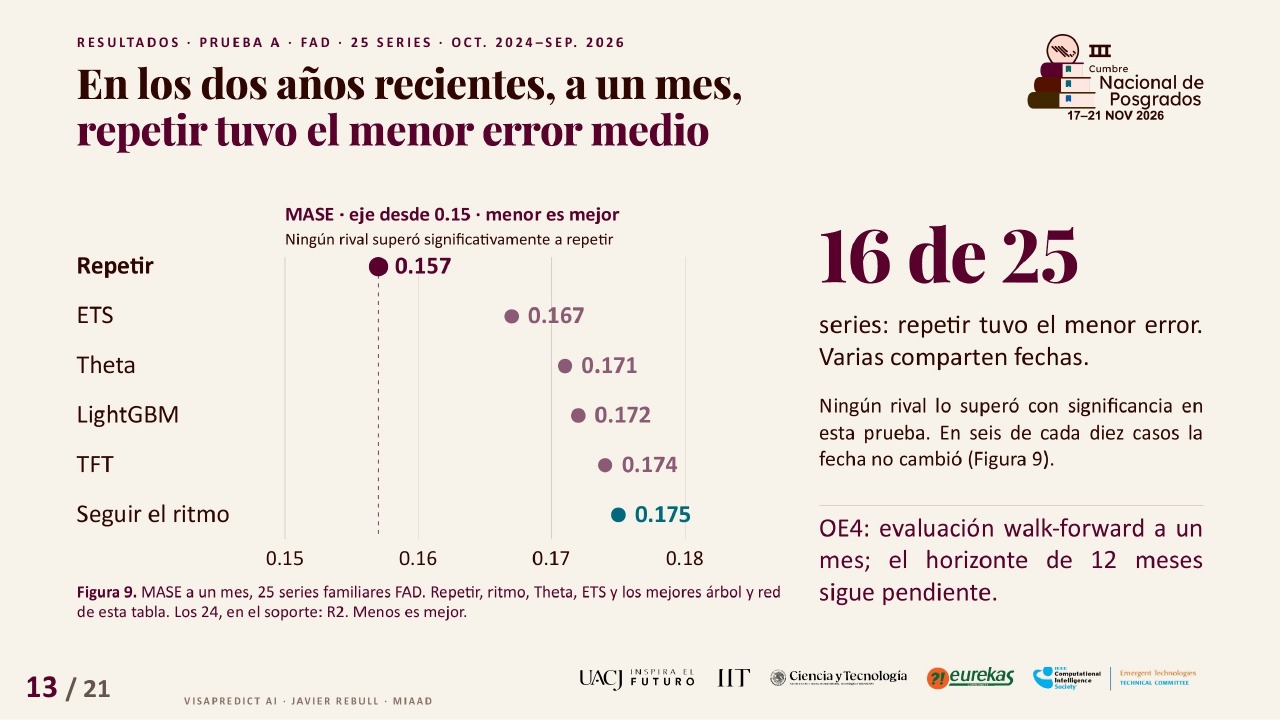 RESULTADOS · PRUEBA A · FAD · 25 SERIES · OCT. 2024–SEP. 2026
En los dos años recientes, a un mes,
repetir tuvo el menor error medio
III
Cumbre
Nacional de
Posgrados
17–21 NOV 2026
MASE · eje desde 0.15 · menor es mejor
Ningún rival superó significativamente a repetir
Repetir
0.157
ETS
0.167
Theta
0.171
LightGBM
0.172
TFT
0.174
Seguir el ritmo
0.175
0.15
0.16
0.17
0.18
Figura 9. MASE a un mes, 25 series familiares FAD. Repetir, ritmo, Theta, ETS y los mejores árbol y red
de esta tabla. Los 24, en el soporte: R2. Menos es mejor.
16 de 25
series: repetir tuvo el menor error.
Varias comparten fechas.
Ningún rival lo superó con significancia en
esta prueba. En seis de cada diez casos la
fecha no cambió (Figura 9).
OE4: evaluación walk-forward a un
mes; el horizonte de 12 meses
sigue pendiente.
13 / 21
VISAPREDICT AI · JAVIER REBULL · MIAAD
UACJ
INSPIRA EL
FUTURO
IIT
Ciencia y Tecnología
?! eurekas
IEEE
Computational
Intelligence
Society
Emergent Technologies
TECHNICAL COMMITTEE